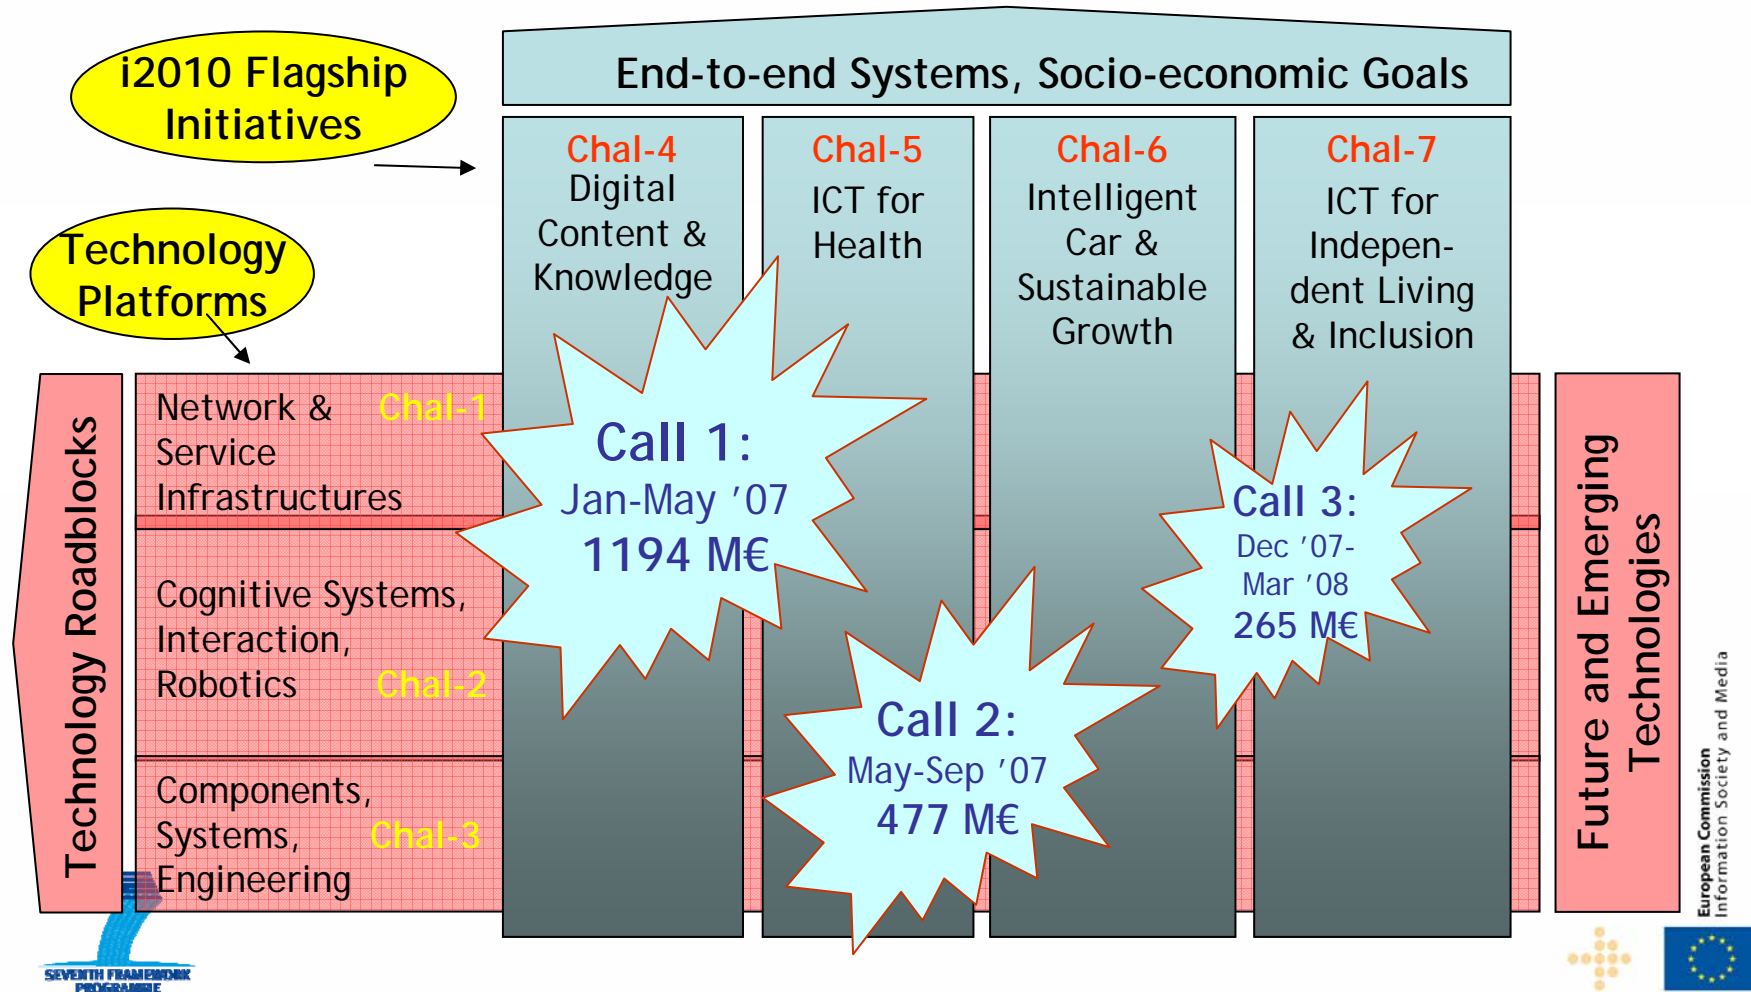 i2010 Flagship
Initiatives
End-to-end Systems, Socio-economic Goals
Technology
Platforms
Chal-4
Digital
Content &
Knowledge
Chal-5
ICT for
Health
Chal-6
Intelligent
Car &
Sustainable
Growth
Chal-7
ICT for
Indepen-
dent Living
& Inclusion
Technology Roadblocks
Network & Chal-1
Service
Infrastructures
Cognitive Systems,
Interaction,
Robotics Chal-2
Components,
Systems, Chal-3
Engineering
Call 1:
Jan-May ’07
1194 M€
Call 2:
May-Sep ’07
477 M€
Call 3:
Dec ’07-
Mar ’08
265 M€
Future and Emerging
Technologies
European Commission
Information Society and Media
SEVENTH FRAMEWORK
PROGRAMME